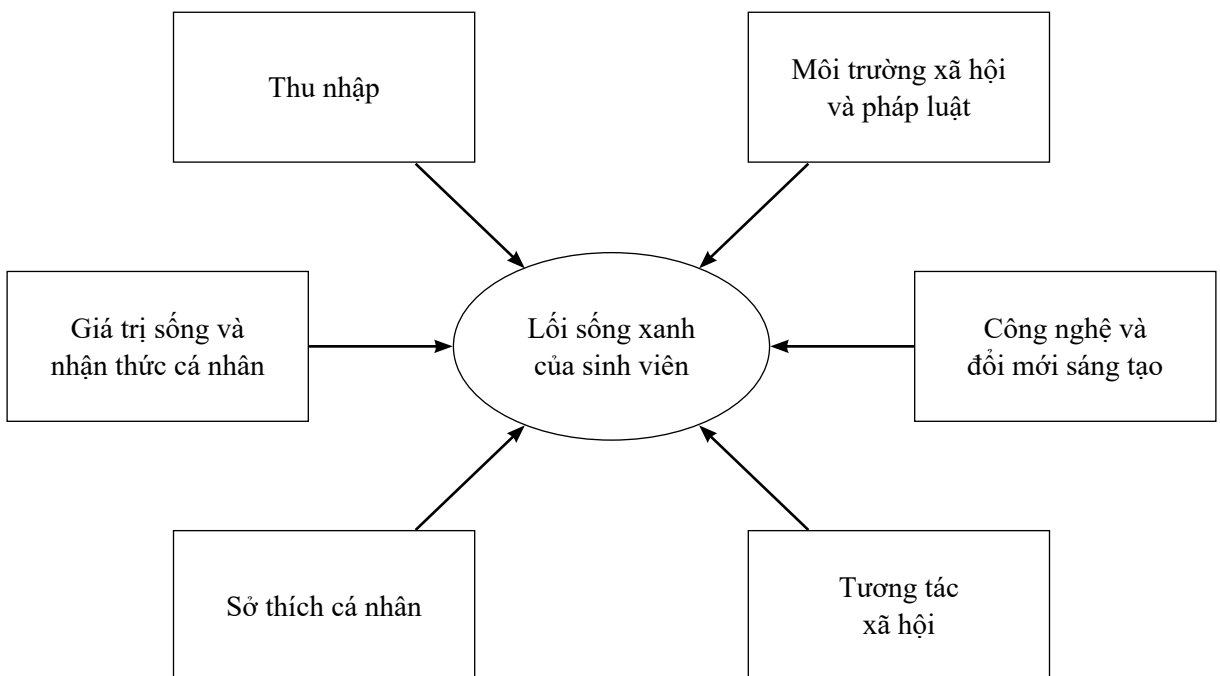 Thu nhập
Môi trường xã hội
và pháp luật
Giá trị sống và
nhận thức cá nhân
Lối sống xanh
của sinh viên
Công nghệ và
đổi mới sáng tạo
Sở thích cá nhân
Tương tác
xã hội